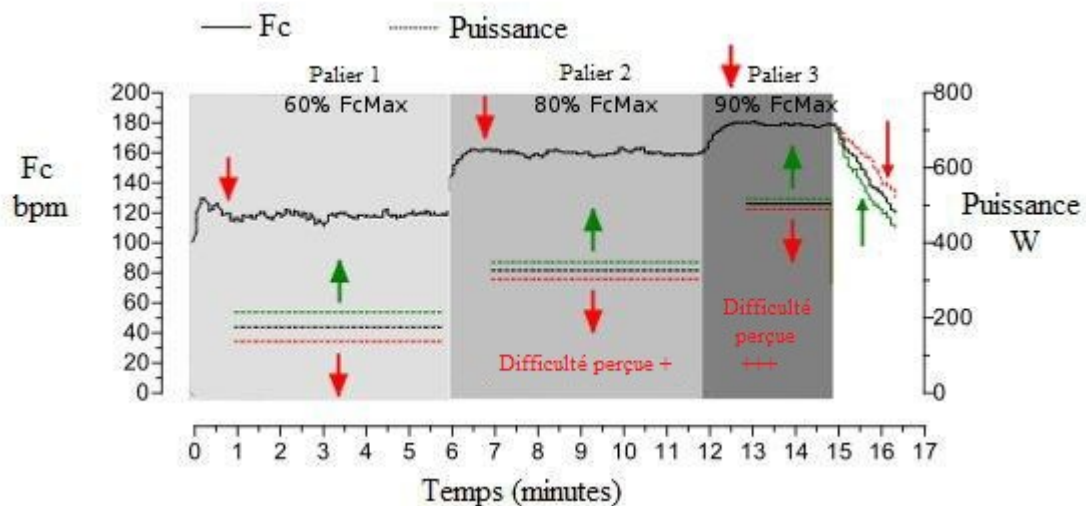 Fc
Puissance
Palier 1
Palier 2
Palier 3
60% FcMax
80% FcMax
90% FcMax
200
180
160
140
120
100
80
60
40
20
0
Fc
bpm
800
600
400
200
0
Puissance
W
Difficulté perçue +
Difficulté
perçue
+++
0 1 2 3 4 5 6 7 8 9 10 11 12 13 14 15 16 17
Temps (minutes)